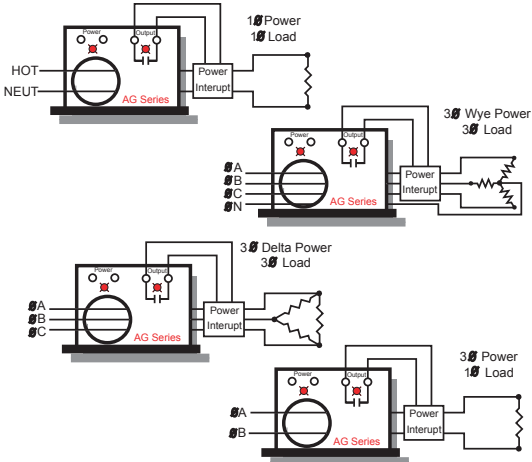 1Ø Power
1Ø Load
Power
Output
HOT
NEUT
Power
Interupt
AG Series
3Ø Wye Power
3Ø Load
Power
Output
ØA
ØB
ØC
ØN
Power
Interupt
AG Series
3Ø Delta Power
3Ø Load
Power
Output
ØA
ØB
ØC
Power
Interupt
AG Series
3Ø Power
1Ø Load
Power
Output
ØA
ØB
Power
Interupt
AG Series